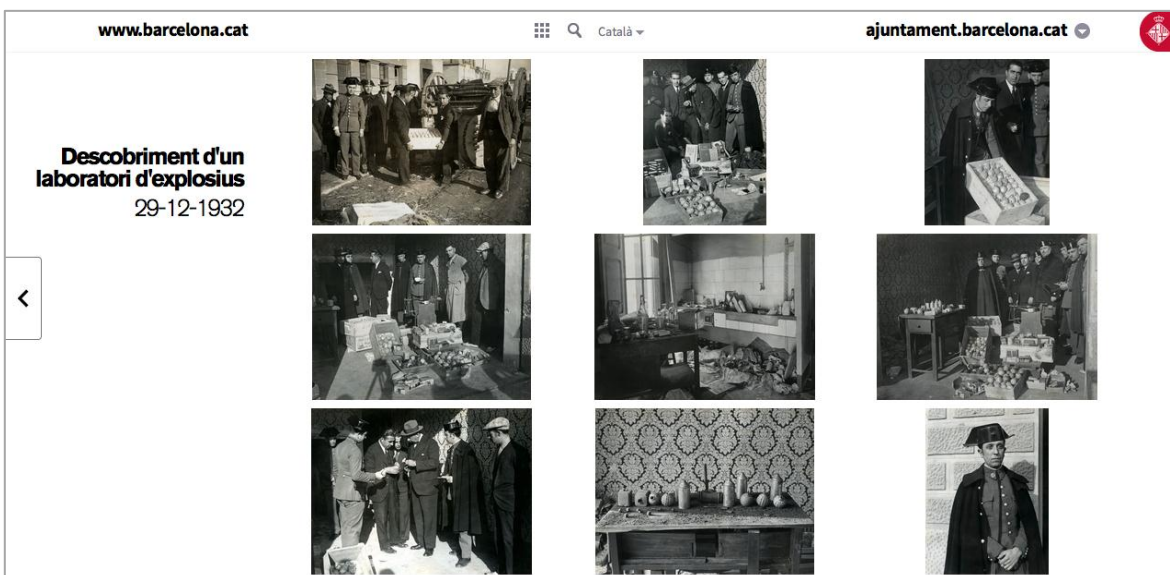 www.barcelona.cat
Català
ajuntament.barcelona.cat
Descobriment d'un
laboratori d'explosius
29-12-1932